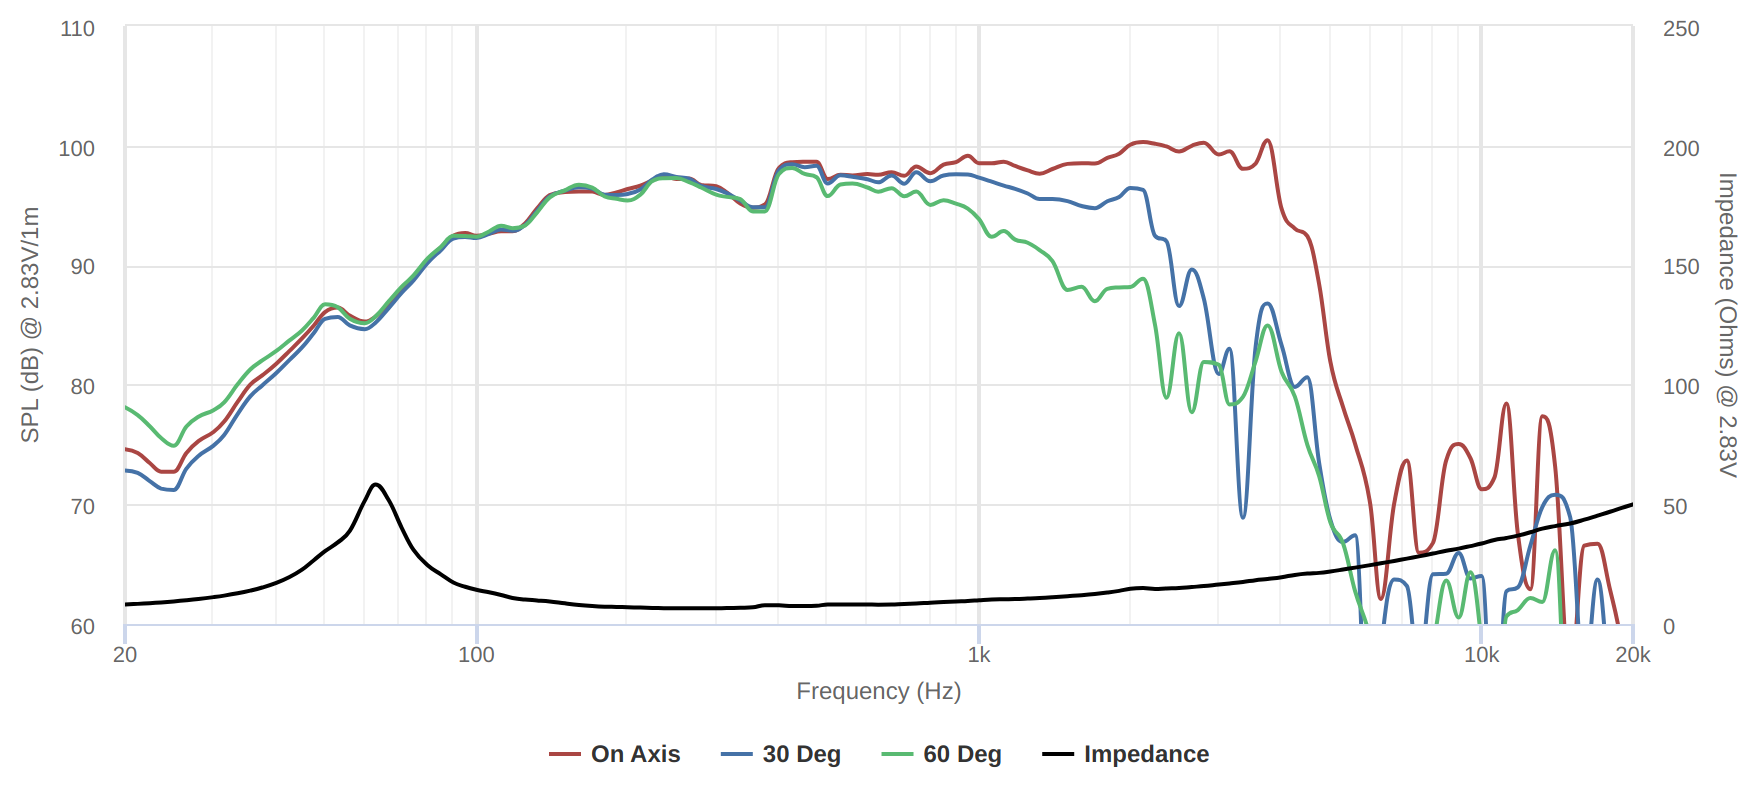 110
100
90
80
70
60
SPL (dB) @ 2.83V/1m
250
200
150
100
50
0
Impedance (Ohms) @ 2.83V
20
100
1k
10k
20k
Frequency (Hz)
On Axis
30 Deg
60 Deg
Impedance